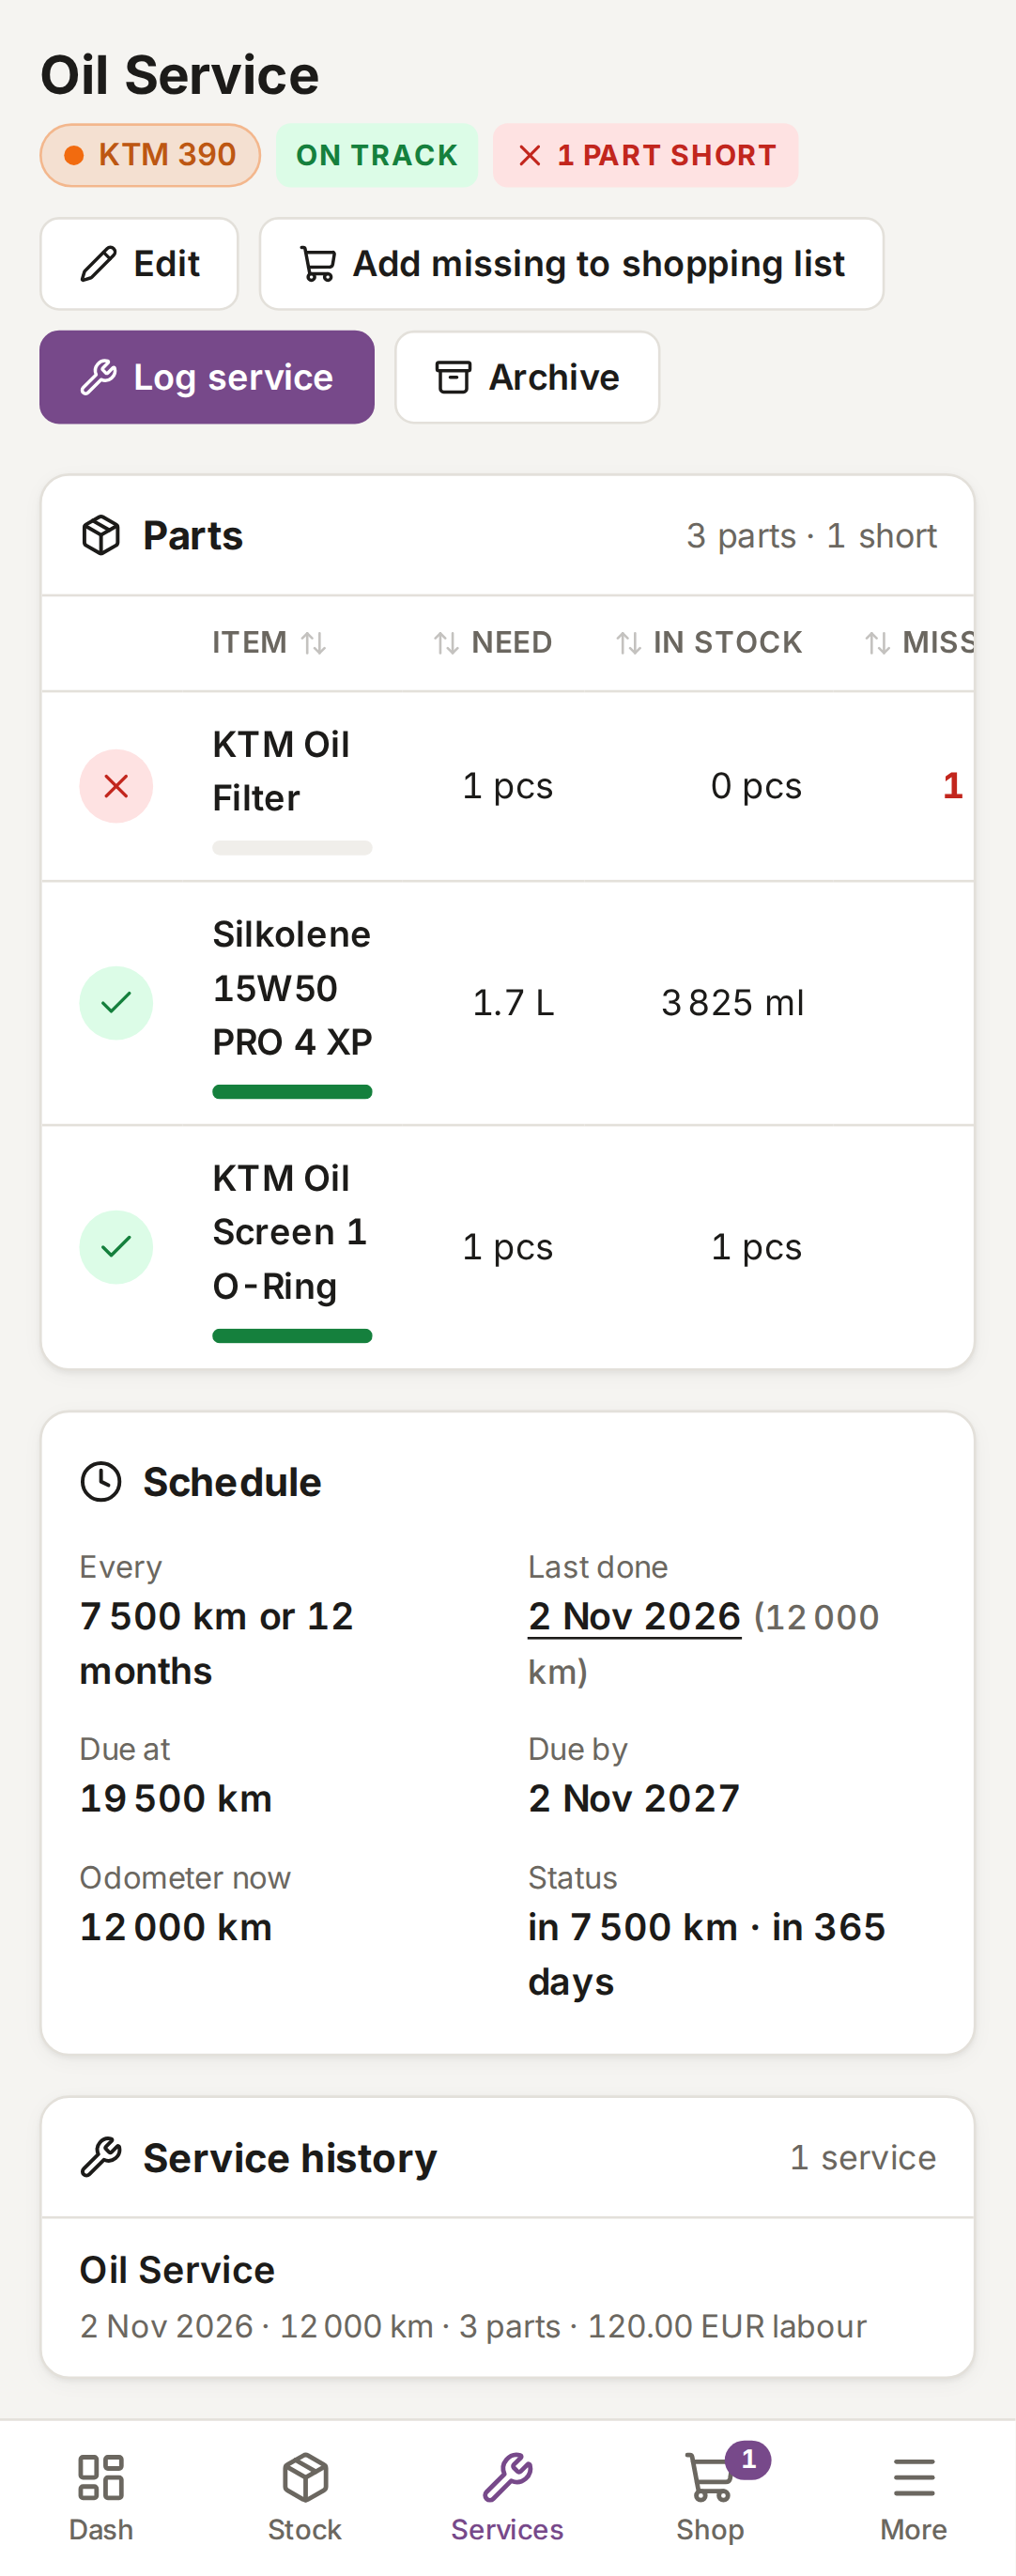 Oil Service
KTM 390 ON TRACK 1 PART SHORT
Edit Add missing to shopping list
Log service Archive
Parts 3 parts · 1 short
ITEM NEED IN STOCK MISS
KTM Oil
Filter
1 pcs 0 pcs 1
Silkolene
15W50
PRO 4 XP
1.7 L 3 825 ml
KTM Oil
Screen 1
O-Ring
1 pcs 1 pcs
Schedule
Every
7 500 km or 12
months
Last done
2 Nov 2026 (12 000
km)
Due at
19 500 km
Due by
2 Nov 2027
Odometer now
12 000 km
Status
in 7 500 km · in 365
days
Service history 1 service
Oil Service
2 Nov 2026 · 12 000 km · 3 parts · 120.00 EUR labour
1
Dash Stock Services Shop More